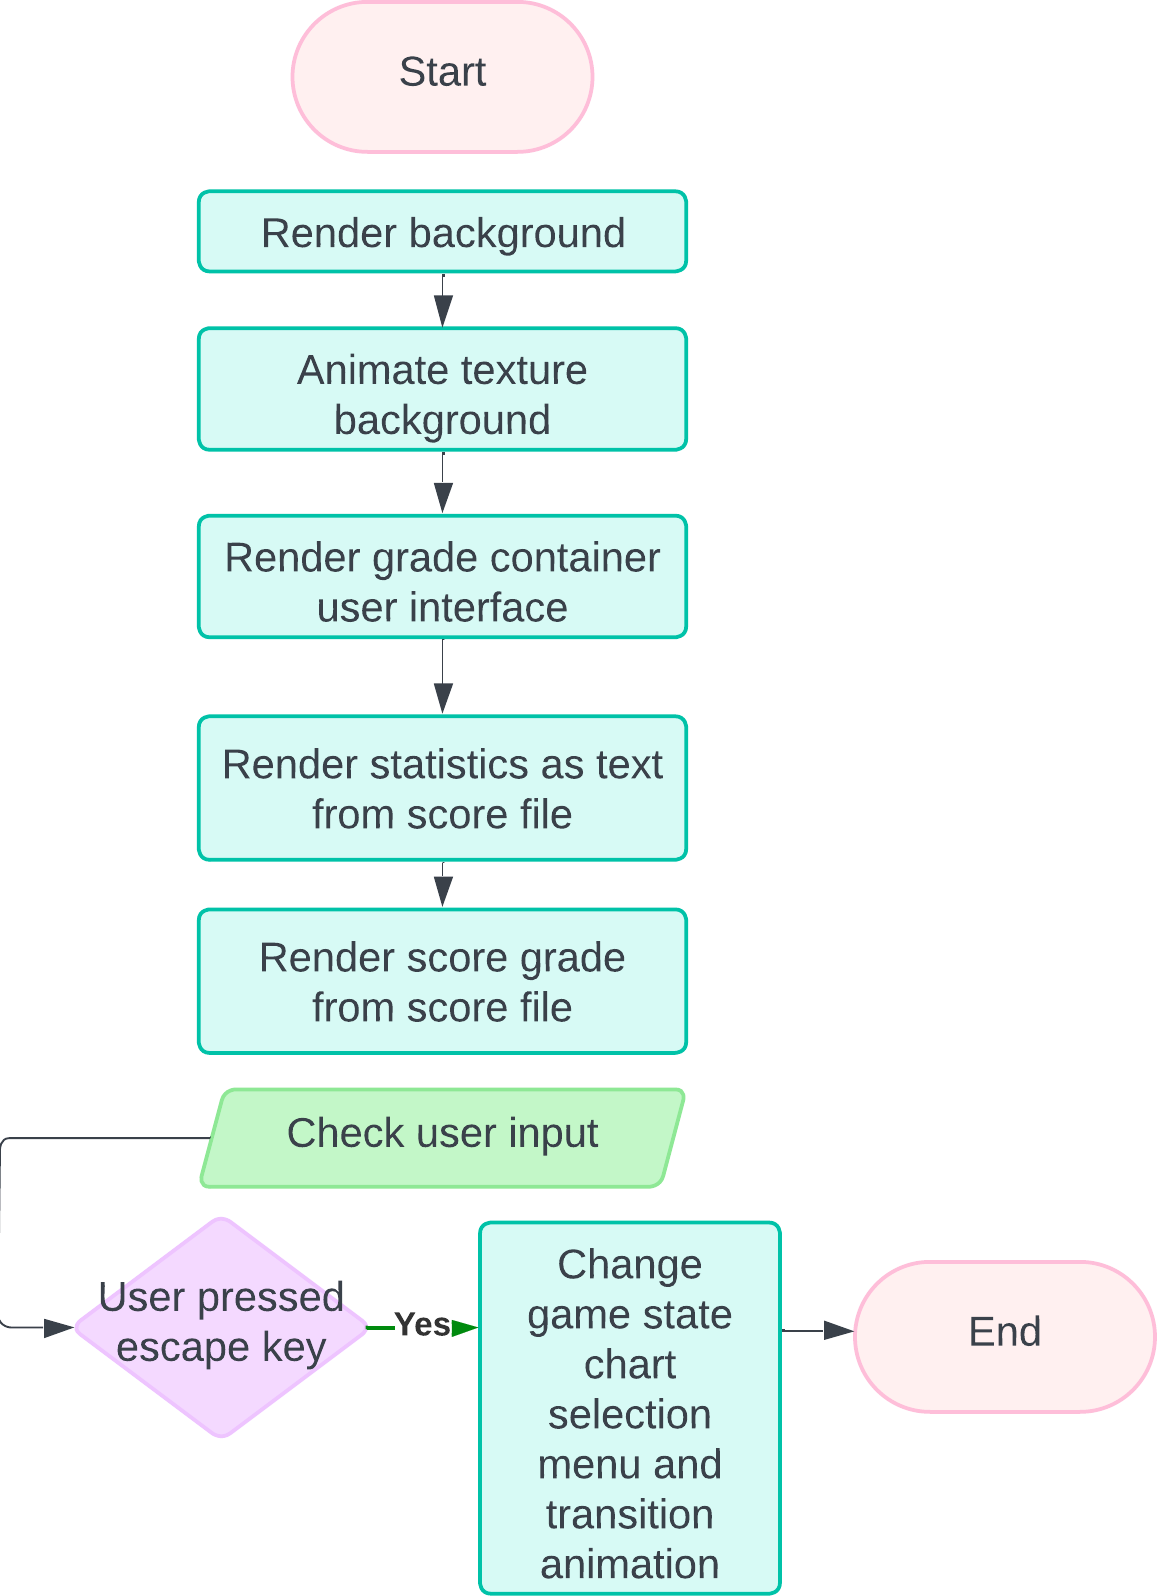 Start
Render background
Animate texture
background
Render grade container
user interface
Render statistics as text
from score file
Render score grade
from score file
Check user input
User pressed
escape key
Yes
Change
game state
chart
selection
menu and
transition
animation
End